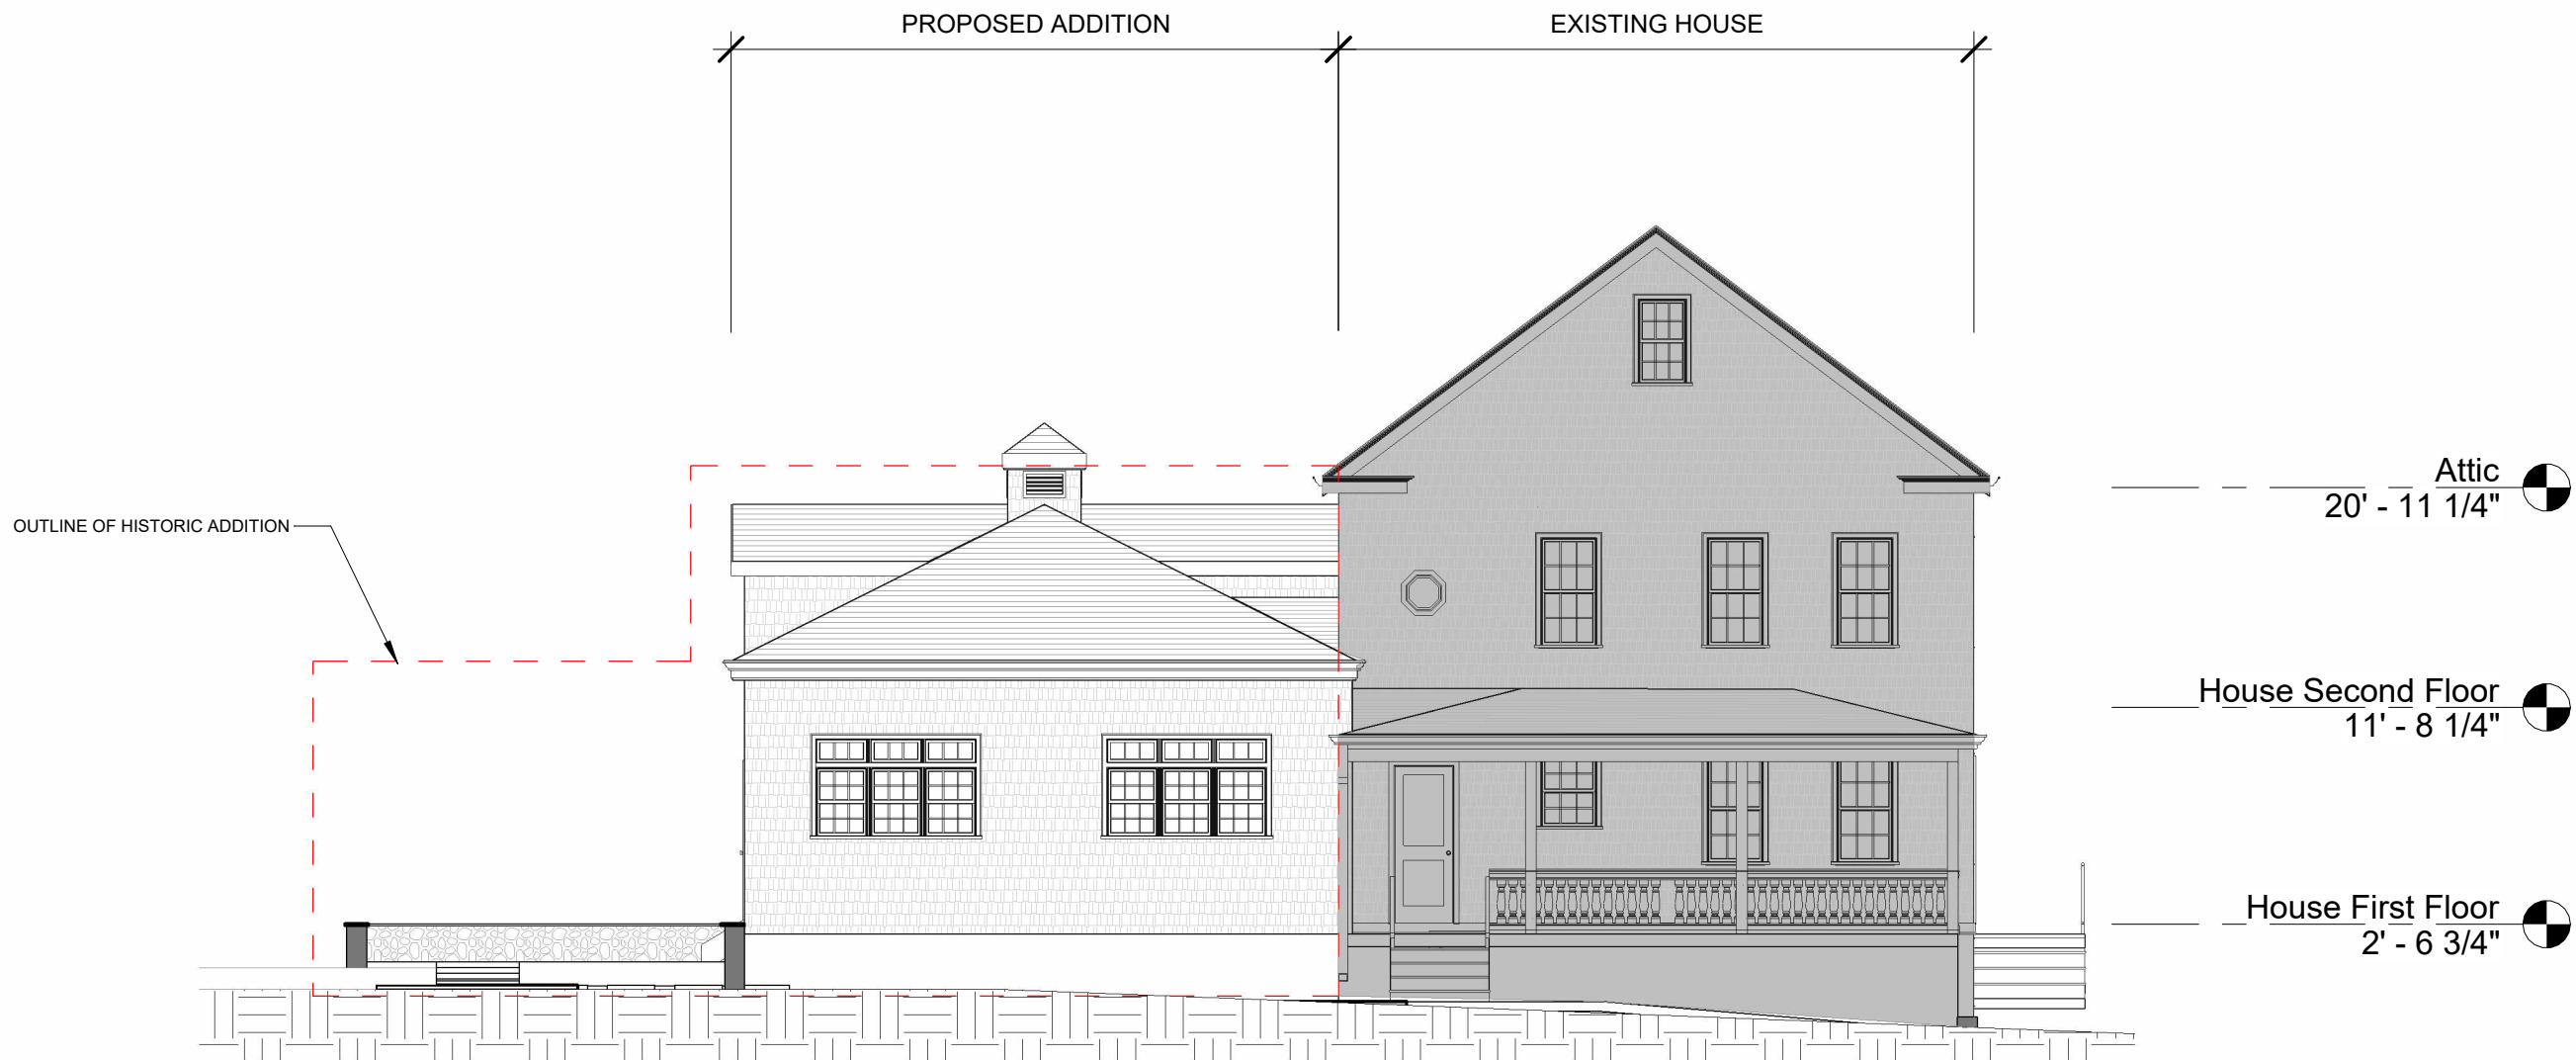 PROPOSED ADDITION
EXISTING HOUSE
Attic
20' - 11 1/4"
OUTLINE OF HISTORIC ADDITION
House Second Floor
11' - 8 1/4"
House First Floor
2' - 6 3/4"